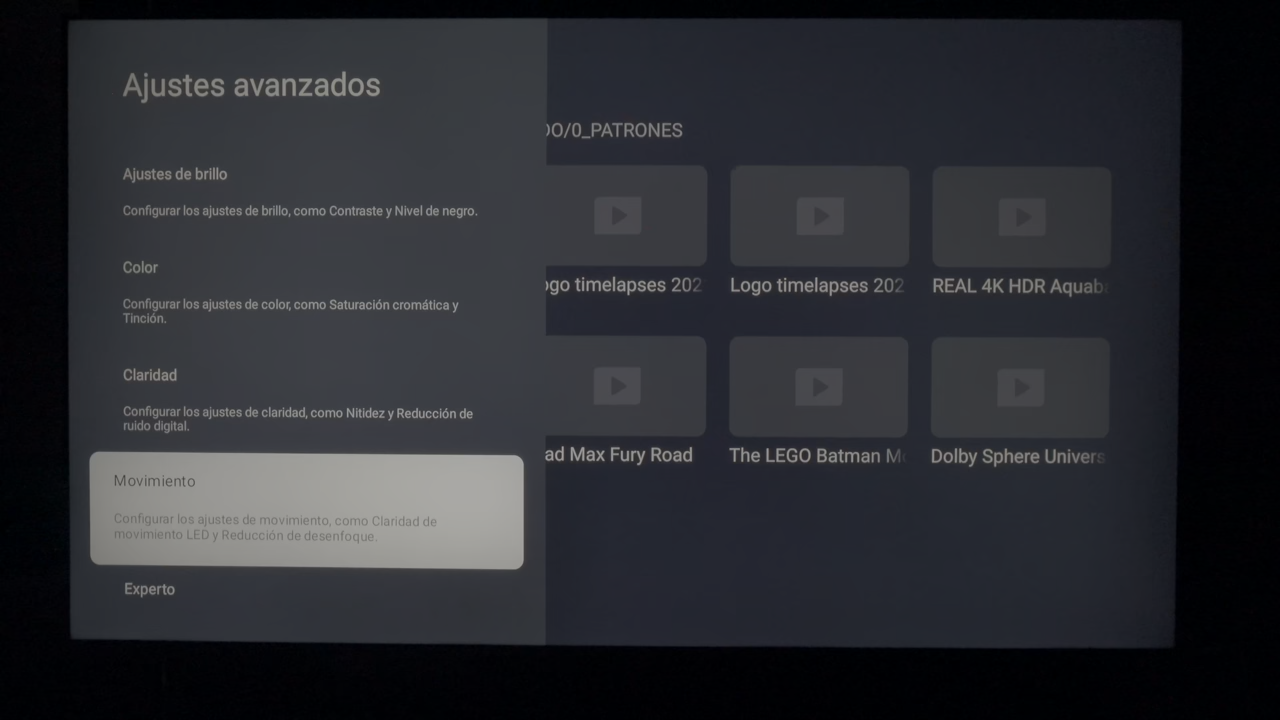 Ajustes avanzados
Ajustes de brillo
Configurar los ajustes de brillo, como Contraste y Nivel de negro.
Color
Configurar los ajustes de color, como Saturación cromática y
Tinción.
Claridad
Configurar los ajustes de claridad, como Nitidez y Reducción de
ruido digital.
Movimiento
Configurar los ajustes de movimiento, como Claridad de
movimiento LED y Reducción de desenfoque.
Experto
DO/0_PATRONES
ogo timelapses 202
Logo timelapses 202
REAL 4K HDR Aquab
ad Max Fury Road
The LEGO Batman M
Dolby Sphere Univers